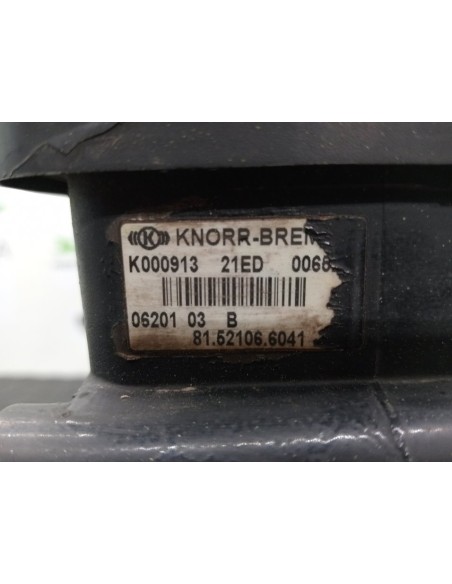 K KNORR-BREM
K000913 21ED 0066
06201 03 B
81.52106.6041